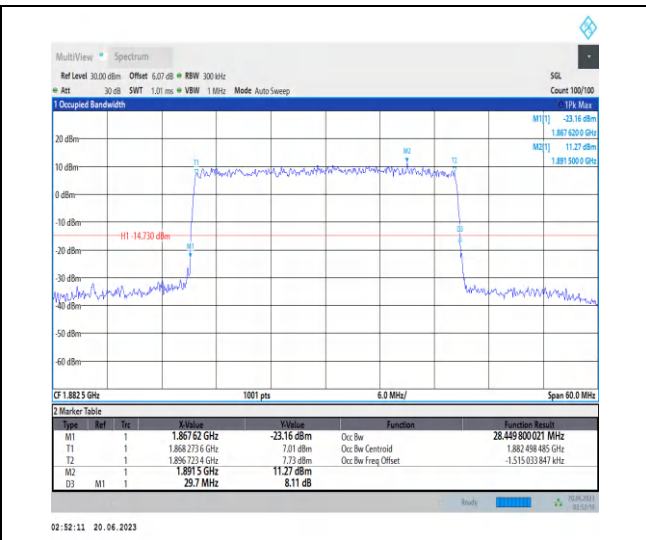 MultiView Spectrum
Ref Level 30.00 dBm Offset 6.07 dB RBW 300 kHz SGL
Att 30 dB SWT 1.01 ms VBW 1 MHz Mode Auto Sweep Count 100/100
1 Occupied Bandwidth 1Pk Max
M1[1] -23.16 dBm
1.867 620 0 GHz
M2[1] 11.27 dBm
1.891 500 0 GHz
20 dBm
M2
T1 T2
10 dBm
0 dBm
-10 dBm
H1 -14.730 dBm D3
M1
-20 dBm
-30 dBm
-40 dBm
-50 dBm
-60 dBm
CF 1.882 5 GHz 1001 pts 6.0 MHz/ Span 60.0 MHz
2 Marker Table
Type Ref Trc X-Value Y-Value Function Function Result
M1 1 1.867 62 GHz -23.16 dBm Occ Bw 28.449 800 021 MHz
T1 1 1.868 273 6 GHz 7.01 dBm Occ Bw Centroid 1.882 498 485 GHz
T2 1 1.896 723 4 GHz 7.73 dBm Occ Bw Freq Offset -1.515 033 847 kHz
M2 1 1.891 5 GHz 11.27 dBm
D3 M1 1 29.7 MHz 8.11 dB
Ready 20.06.2023
02:52:11 20.06.2023